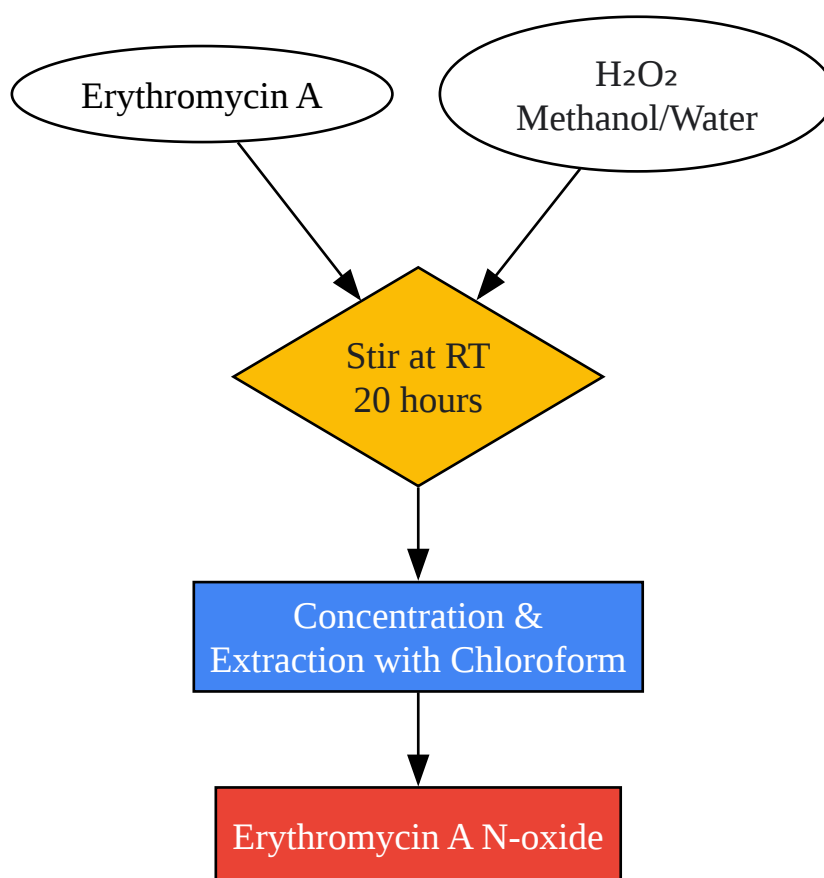 Erythromycin A
H₂O₂
Methanol/Water
Stir at RT
20 hours
Concentration &
Extraction with Chloroform
Erythromycin A N-oxide